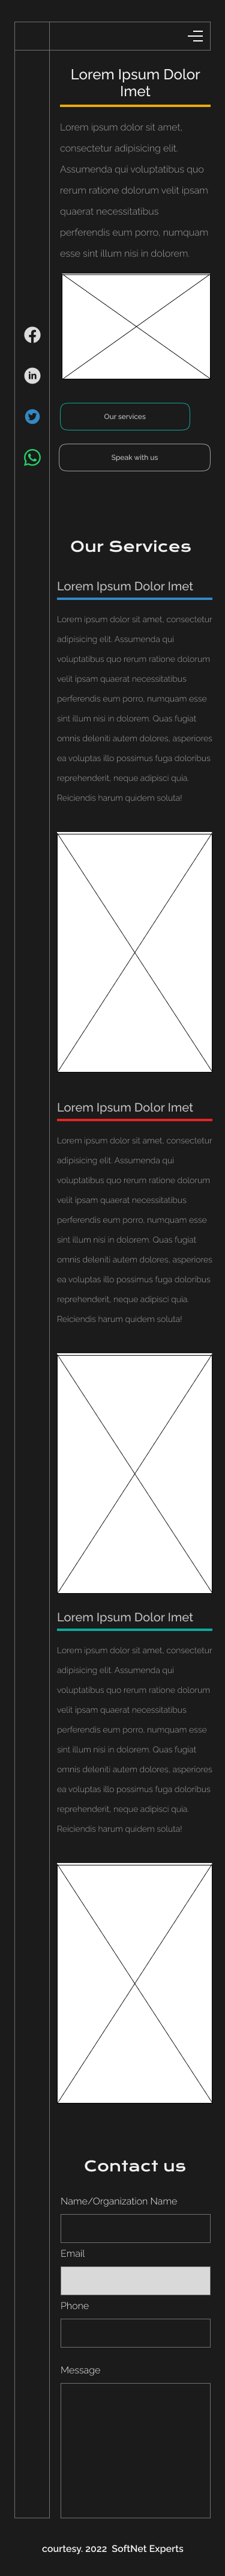 Lorem Ipsum Dolor
Imet
Lorem ipsum dolor sit amet,
consectetur adipisicing elit.
Assumenda qui voluptatibus quo
rerum ratione dolorum velit ipsam
quaerat necessitatibus
perferendis eum porro, numquam
esse sint illum nisi in dolorem.
in
Our services
Speak with us
Our Services
Lorem Ipsum Dolor Imet
Lorem ipsum dolor sit amet, consectetur
adipisicing elit. Assumenda qui
voluptatibus quo rerum ratione dolorum
velit ipsam quaerat necessitatibus
perferendis eum porro, numquam esse
sint illum nisi in dolorem. Quas fugiat
omnis deleniti autem dolores, asperiores
ea voluptas illo possimus fuga doloribus
reprehenderit, neque adipisci quia.
Reiciendis harum quidem soluta!
Lorem Ipsum Dolor Imet
Lorem ipsum dolor sit amet, consectetur
adipisicing elit. Assumenda qui
voluptatibus quo rerum ratione dolorum
velit ipsam quaerat necessitatibus
perferendis eum porro, numquam esse
sint illum nisi in dolorem. Quas fugiat
omnis deleniti autem dolores, asperiores
ea voluptas illo possimus fuga doloribus
reprehenderit, neque adipisci quia.
Reiciendis harum quidem soluta!
Lorem Ipsum Dolor Imet
Lorem ipsum dolor sit amet, consectetur
adipisicing elit. Assumenda qui
voluptatibus quo rerum ratione dolorum
velit ipsam quaerat necessitatibus
perferendis eum porro, numquam esse
sint illum nisi in dolorem. Quas fugiat
omnis deleniti autem dolores, asperiores
ea voluptas illo possimus fuga doloribus
reprehenderit, neque adipisci quia.
Reiciendis harum quidem soluta!
Contact us
Name/Organization Name
Email
Phone
Message
courtesy. 2022 SoftNet Experts